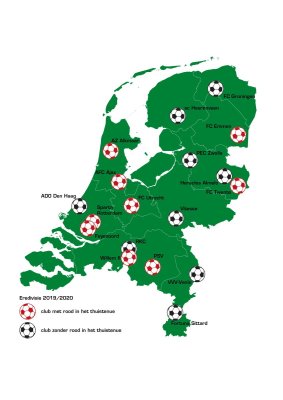 FC Groningen
sc Heerenveen
FC Emmen
AZ Alkmaar
PEC Zwolle
AFC Ajax
Heracles Almelo
FC Twente
ADO Den Haag
FC Utrecht
Sparta
Rotterdam
Vitesse
Feyenoord
RKC
Willem II
PSV
VVV-Venlo
Fortuna Sittard
Eredivisie 2019/2020
club met rood in het thuistenue
club zonder rood in het thuistenue